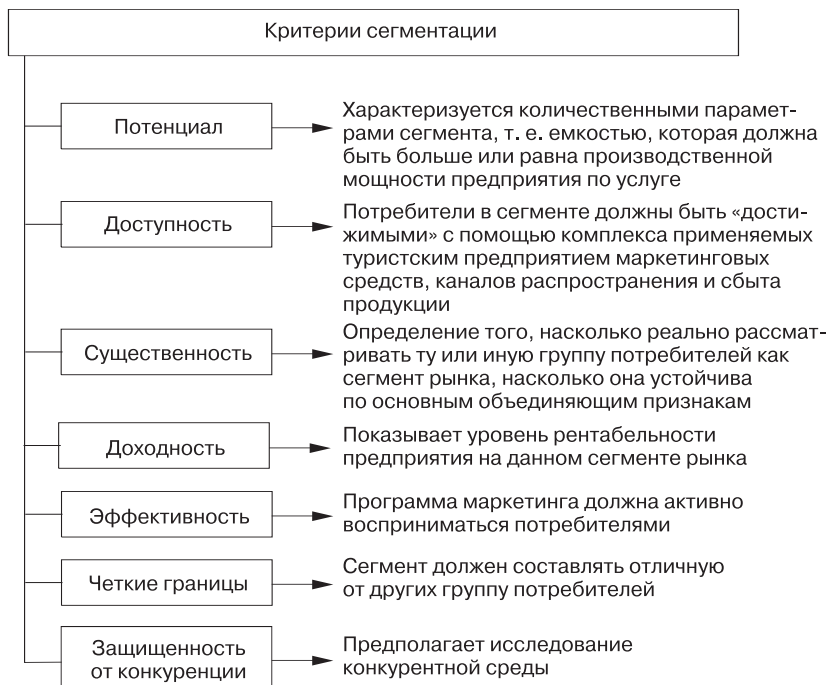 Критерии сегментации
Потенциал
Характеризуется количественными парамет-
рами сегмента, т. е. емкостью, которая должна
быть больше или равна производственной
мощности предприятия по услуге
Доступность
Потребители в сегменте должны быть «дости-
жимыми» с помощью комплекса применяемых
туристским предприятием маркетинговых
средств, каналов распространения и сбыта
продукции
Существенность
Определение того, насколько реально рассмат-
ривать ту или иную группу потребителей как
сегмент рынка, насколько она устойчива
по основным объединяющим признакам
Доходность
Показывает уровень рентабельности
предприятия на данном сегменте рынка
Эффективность
Программа маркетинга должна активно
восприниматься потребителями
Четкие границы
Сегмент должен составлять отличную
от других группу потребителей
Защищенность
от конкуренции
Предполагает исследование
конкурентной среды